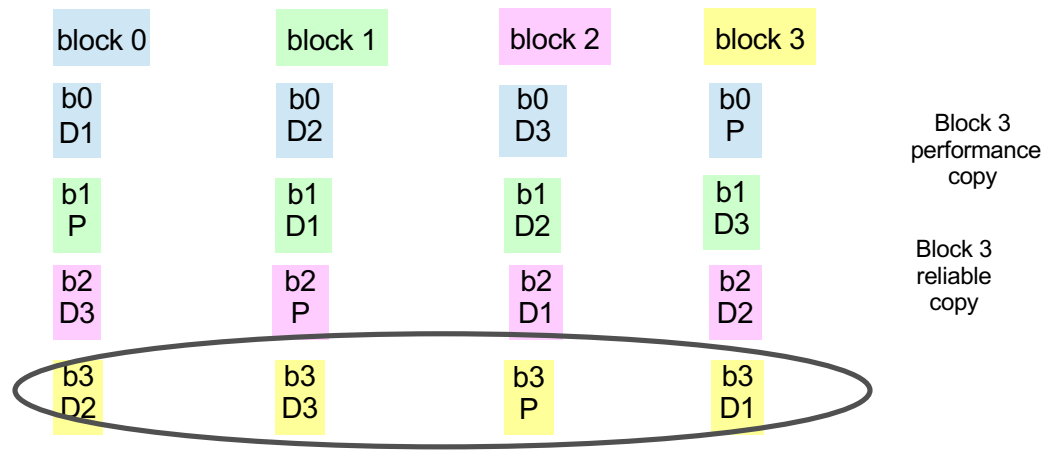 block 0
block 1
block 2
block 3
b0
D1
b0
D2
b0
D3
b0
P
Block 3
performance
copy
b1
P
b1
D1
b1
D2
b1
D3
Block 3
reliable
copy
b2
D3
b2
P
b2
D1
b2
D2
b3
D2
b3
D3
b3
P
b3
D1